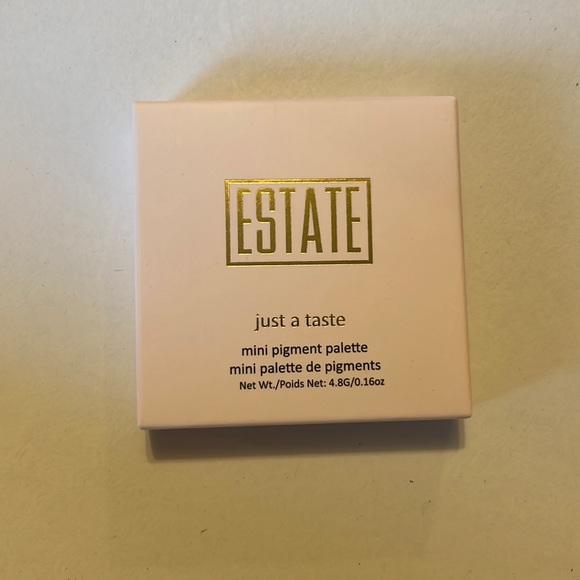 ESTATE
just a taste
mini pigment palette
mini palette de pigments
Net Wt./Poids Net: 4.8G/0.16oz